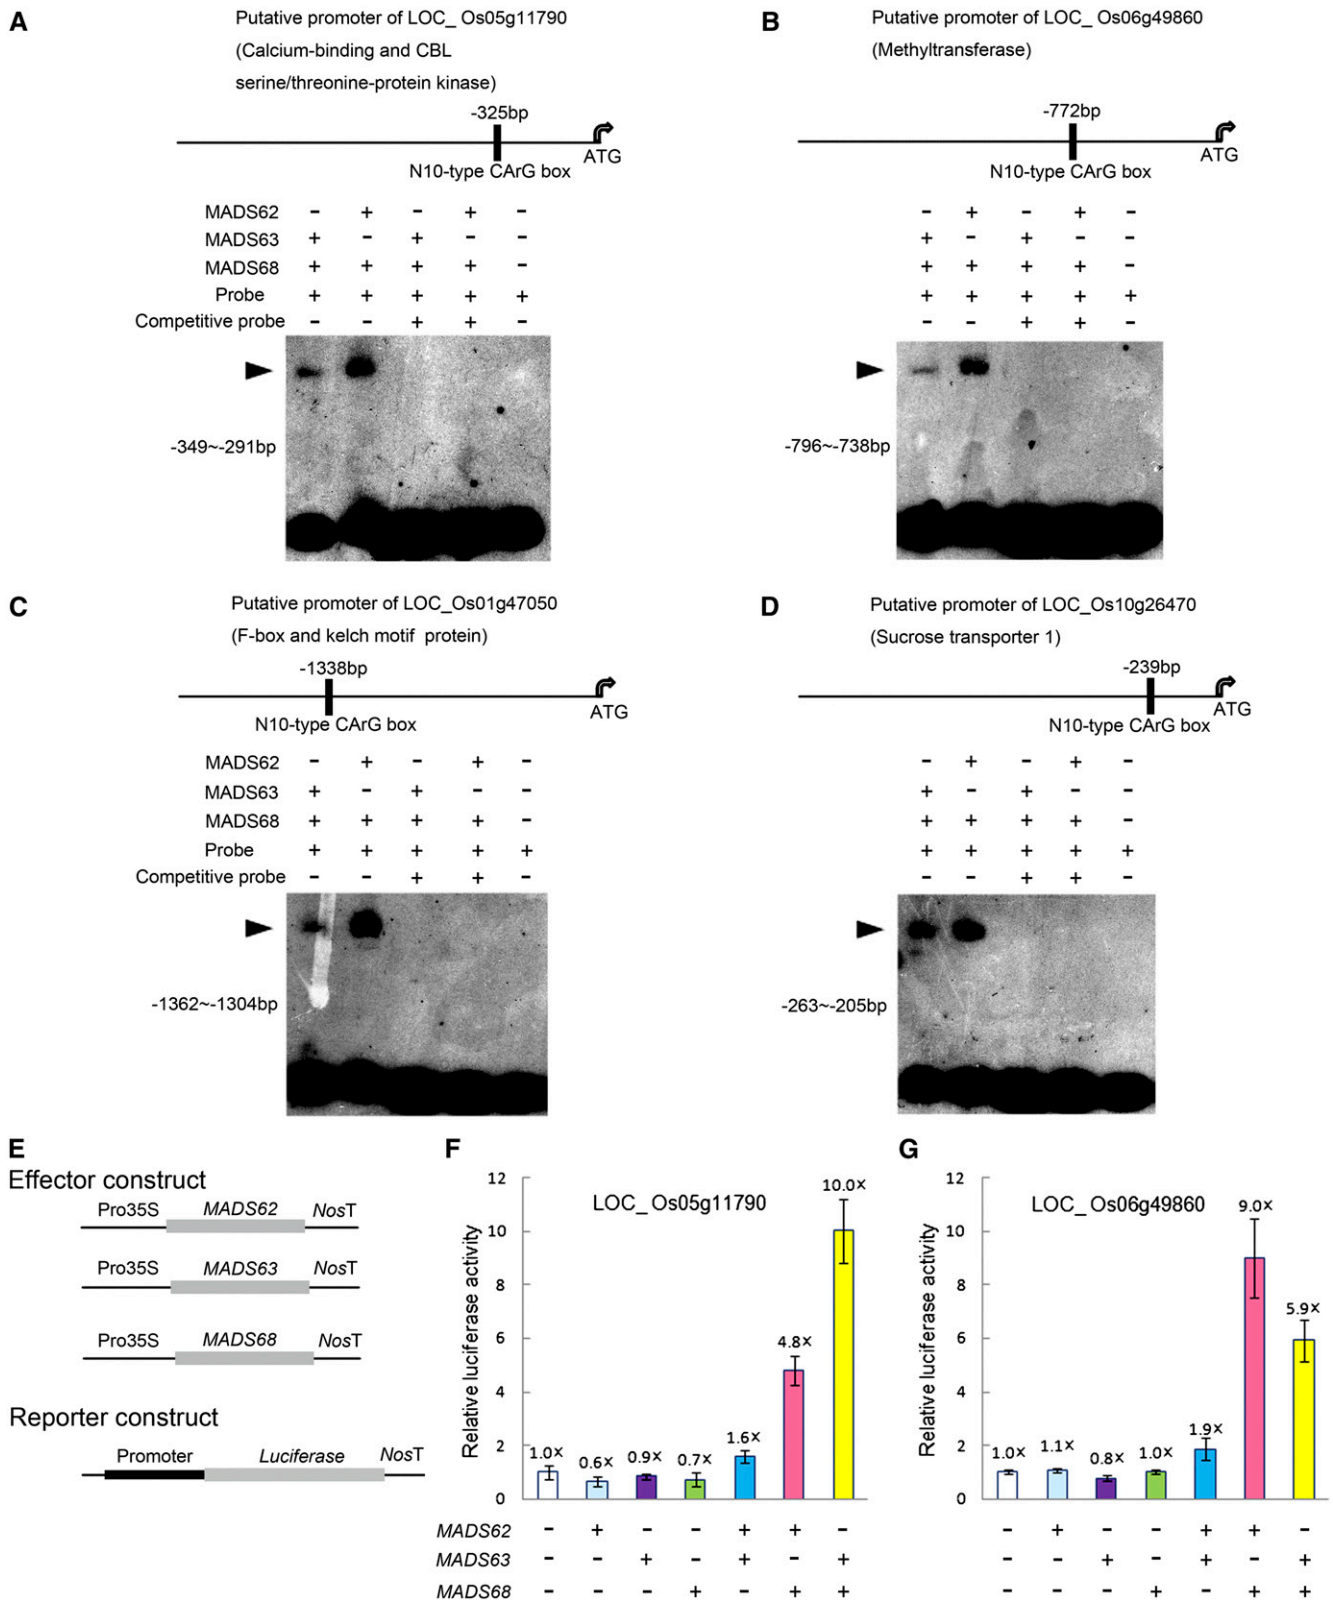 A
Putative promoter of LOC_ Os05g11790
(Calcium-binding and CBL
serine/threonine-protein kinase)
-325bp
ATG
N10-type CArG box
MADS62 - + - + -
MADS63 + - + - -
MADS68 + + + + -
Probe + + + + +
Competitive probe - - + + -
-349~-291bp
B
Putative promoter of LOC_ Os06g49860
(Methyltransferase)
-772bp
ATG
N10-type CArG box
- + - + -
+ - + - -
+ + + + -
+ + + + +
- - + + -
-796~-738bp
C
Putative promoter of LOC_Os01g47050
(F-box and kelch motif protein)
-1338bp
ATG
N10-type CArG box
MADS62 - + - + -
MADS63 + - + - -
MADS68 + + + + -
Probe + + + + +
Competitive probe - - + + -
-1362~-1304bp
D
Putative promoter of LOC_Os10g26470
(Sucrose transporter 1)
-239bp
ATG
N10-type CArG box
- + - + -
+ - + - -
+ + + + -
+ + + + +
- - + + -
-263~-205bp
E
Effector construct
Pro35S MADS62 NosT
Pro35S MADS63 NosT
Pro35S MADS68 NosT
Reporter construct
Promoter Luciferase NosT
F
LOC_ Os05g11790
Relative luciferase activity
12
10
8
6
4
2
0
1.0× 0.6× 0.9× 0.7× 1.6× 4.8× 10.0×
MADS62 - + - - + + -
MADS63 - - + - + - +
MADS68 - - - + - + +
G
LOC_ Os06g49860
Relative luciferase activity
12
10
8
6
4
2
0
1.0× 1.1× 0.8× 1.0× 1.9× 9.0× 5.9×
- + - - + + -
- - + - + - +
- - - + - + +